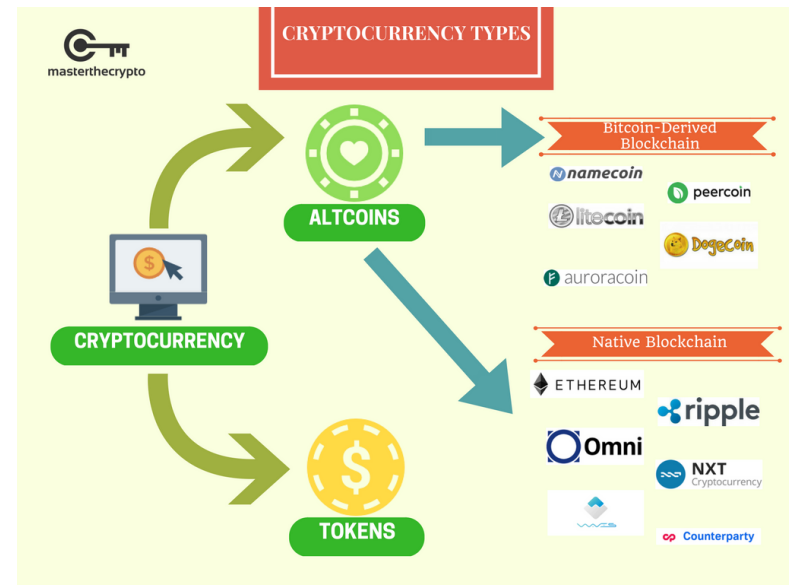 CRYPTOCURRENCY TYPES
masterthecrypto
ALTCOINS
Bitcoin-Derived
Blockchain
namecoin
peercoin
litecoin
DOGECOIN
auroracoin
CRYPTOCURRENCY
Native Blockchain
ETHEREUM
ripple
Omni
NXT
Cryptocurrency
WAVES
Counterparty
$
TOKENS